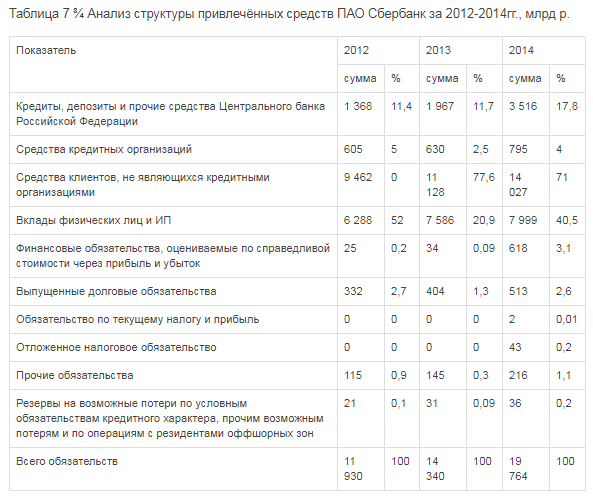 Таблица 7 ¾ Анализ структуры привлечённых средств ПАО Сбербанк за 2012-2014гг., млрд р.
Показатель 2012 2013 2014
сумма % сумма % сумма %
Кредиты, депозиты и прочие средства Центрального банка 1 368 11,4 1 967 11,7 3 516 17,8
Российской Федерации
Средства кредитных организаций 605 5 630 2,5 795 4
Средства клиентов, не являющихся кредитными 9 462 0 11 77,6 14 71
организациями 128 027
Вклады физических лиц и ИП 6 288 52 7 586 20,9 7 999 40,5
Финансовые обязательства, оцениваемые по справедливой 25 0,2 34 0,09 618 3,1
стоимости через прибыль и убыток
Выпущенные долговые обязательства 332 2,7 404 1,3 513 2,6
Обязательство по текущему налогу и прибыль 0 0 0 0 2 0,01
Отложенное налоговое обязательство 0 0 0 0 43 0,2
Прочие обязательства 115 0,9 145 0,3 216 1,1
Резервы на возможные потери по условным 21 0,1 31 0,09 36 0,2
обязательствам кредитного характера, прочим возможным
потерям и по операциям с резидентами оффшорных зон
Всего обязательств 11 100 14 100 19 100
930 340 764